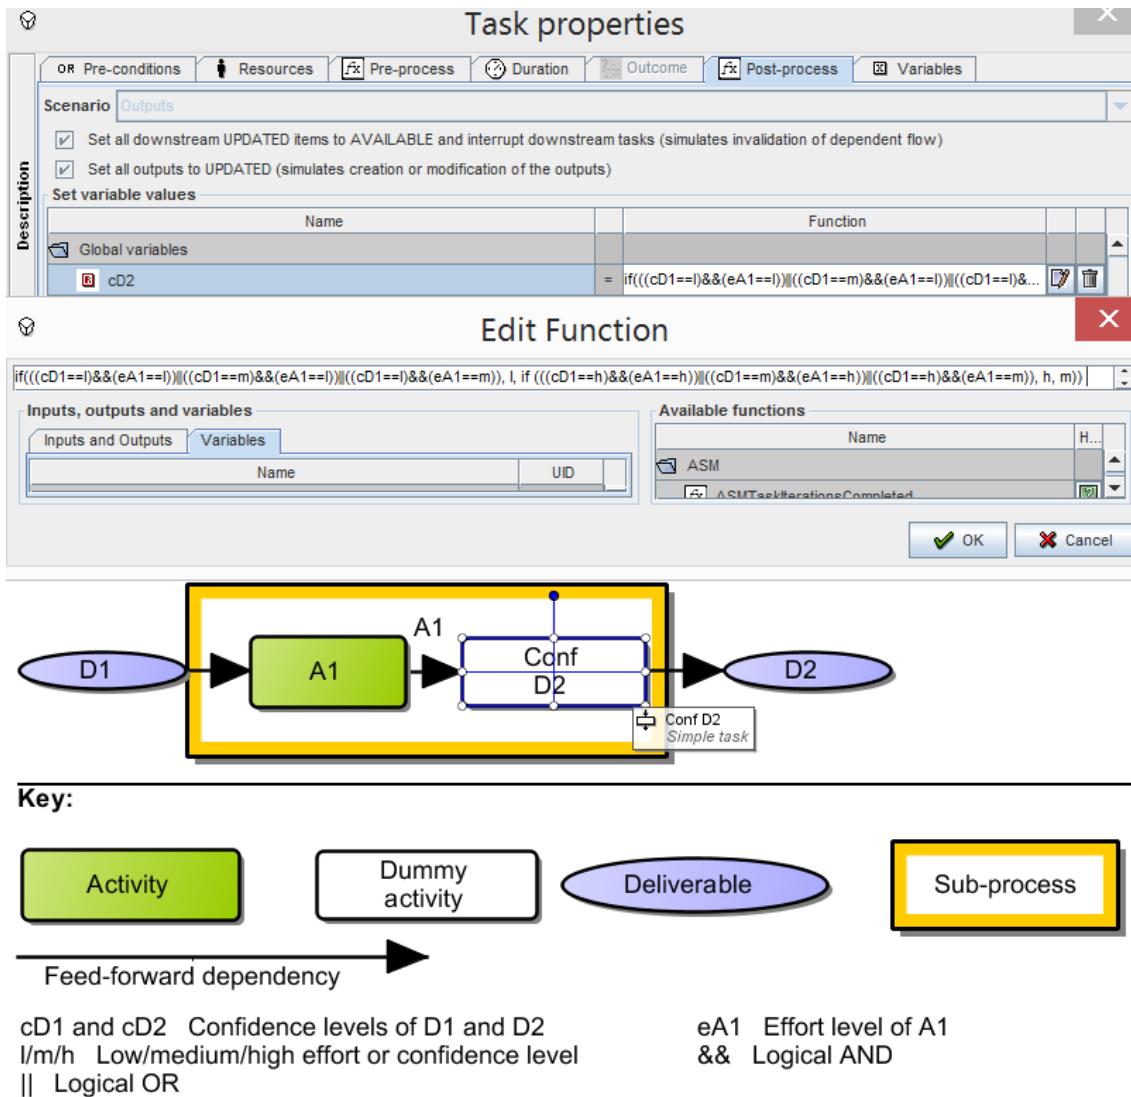 Task properties
OR Pre-conditions Resources fx Pre-process Duration Outcome fx Post-process Variables
Description
Scenario Outputs
Set all downstream UPDATED items to AVAILABLE and interrupt downstream tasks (simulates invalidation of dependent flow)
Set all outputs to UPDATED (simulates creation or modification of the outputs)
Set variable values
Name Function
Global variables
R cD2 = if(((cD1==l)&&(eA1==l))||((cD1==m)&&(eA1==l))||((cD1==l)&...
Edit Function
if(((cD1==l)&&(eA1==l))||((cD1==m)&&(eA1==l))||((cD1==l)&&(eA1==m)), l, if (((cD1==h)&&(eA1==h))||((cD1==m)&&(eA1==h))||((cD1==h)&&(eA1==m)), h, m))
Inputs, outputs and variables Available functions
Inputs and Outputs Variables
Name UID
Name H...
ASM
fx ASMTaskIterationsCompleted
OK Cancel
D1 A1 A1 Conf D2 D2
Conf D2
Simple task
Key:
Activity
Dummy
activity
Deliverable
Sub-process
Feed-forward dependency
cD1 and cD2 Confidence levels of D1 and D2
eA1 Effort level of A1
l/m/h Low/medium/high effort or confidence level
&& Logical AND
|| Logical OR